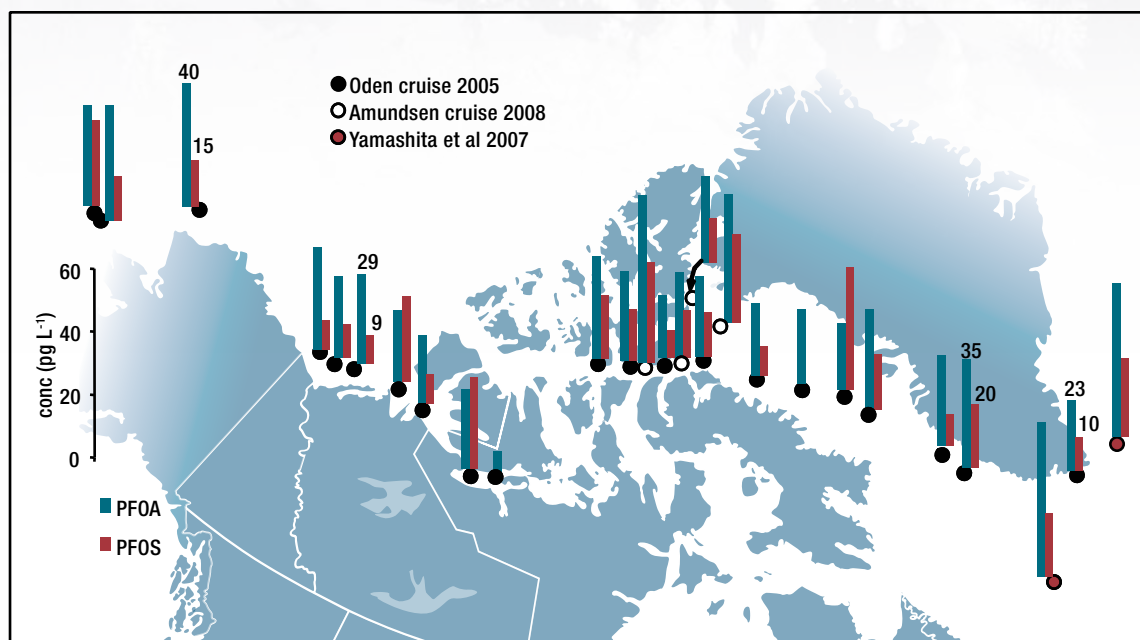 40
15
Oden cruise 2005
Amundsen cruise 2008
Yamashita et al 2007
60
40
20
0
conc (pg L-1)
29
9
35
20
23
10
PFOA
PFOS